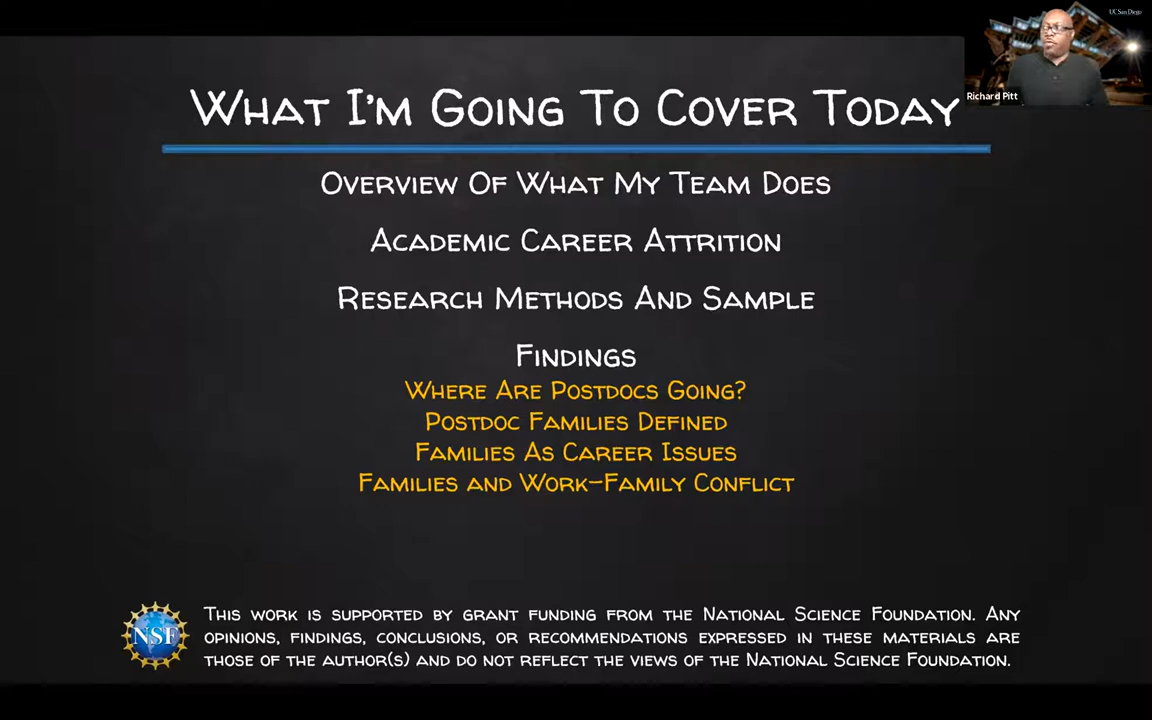 UC San Diego
Richard Pitt
What I'm Going To Cover Today
Overview Of What My Team Does
Academic Career Attrition
Research Methods And Sample
Findings
Where Are Postdocs Going?
Postdoc Families Defined
Families As Career Issues
Families and Work-Family Conflict
NSF
This work is supported by grant funding from the National Science Foundation. Any
opinions, findings, conclusions, or recommendations expressed in these materials are
those of the author(s) and do not reflect the views of the National Science Foundation.